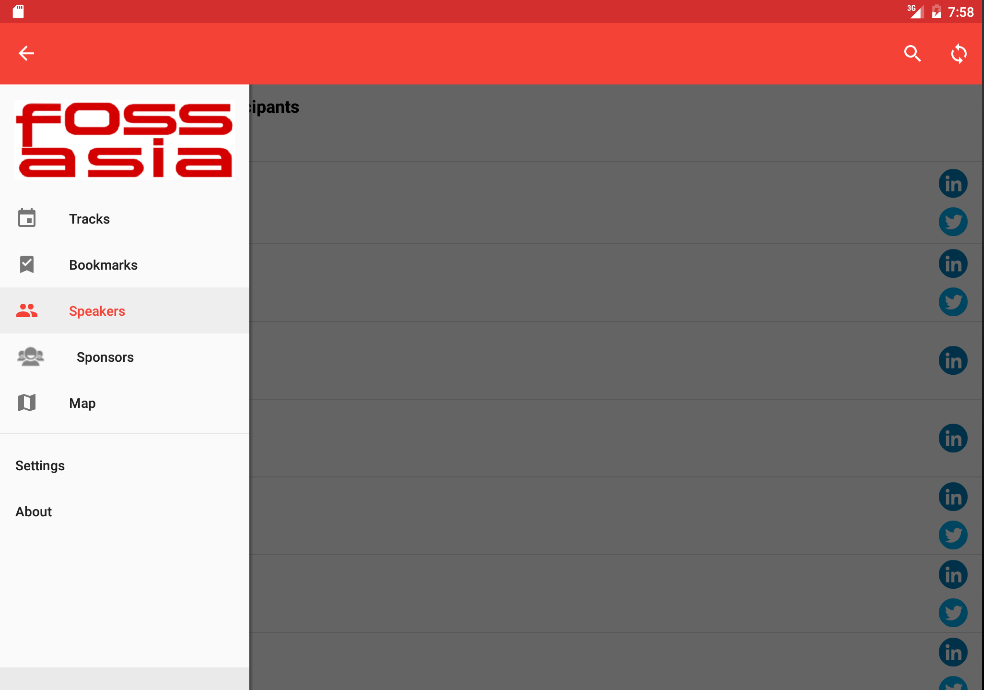 3G
7:58
foss
asia
ipants
Tracks
Bookmarks
Speakers
Sponsors
Map
Settings
About
in
in
in
in
in
in
in